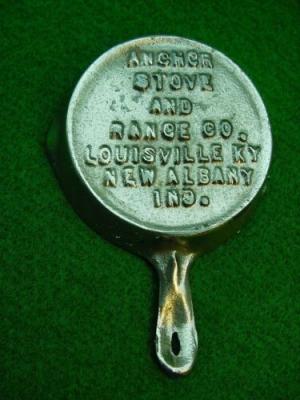 ANCHOR
STOVE
AND
RANGE CO.
LOUISVILLE KY
NEW ALBANY
IND.